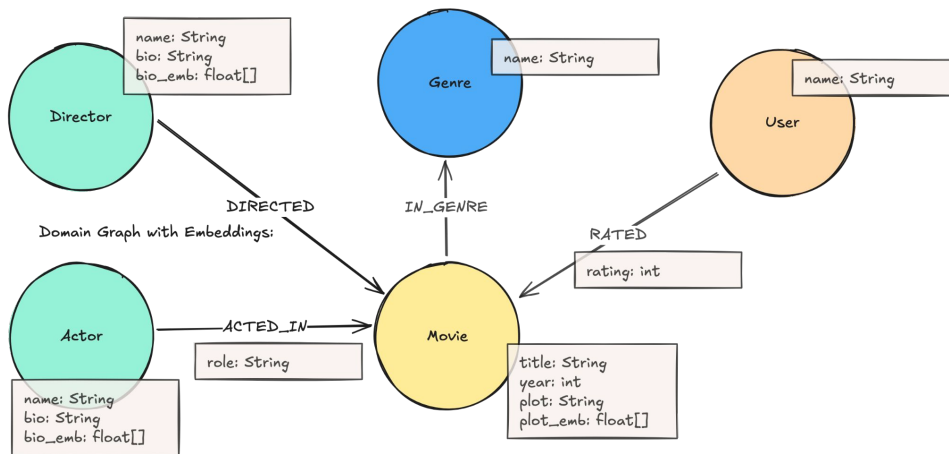 name: String
bio: String
bio_emb: float[]
Director
name: String
Genre
name: String
User
DIRECTED
IN_GENRE
RATED
rating: int
Domain Graph with Embeddings:
Actor
name: String
bio: String
bio_emb: float[]
ACTED_IN
role: String
Movie
title: String
year: int
plot: String
plot_emb: float[]